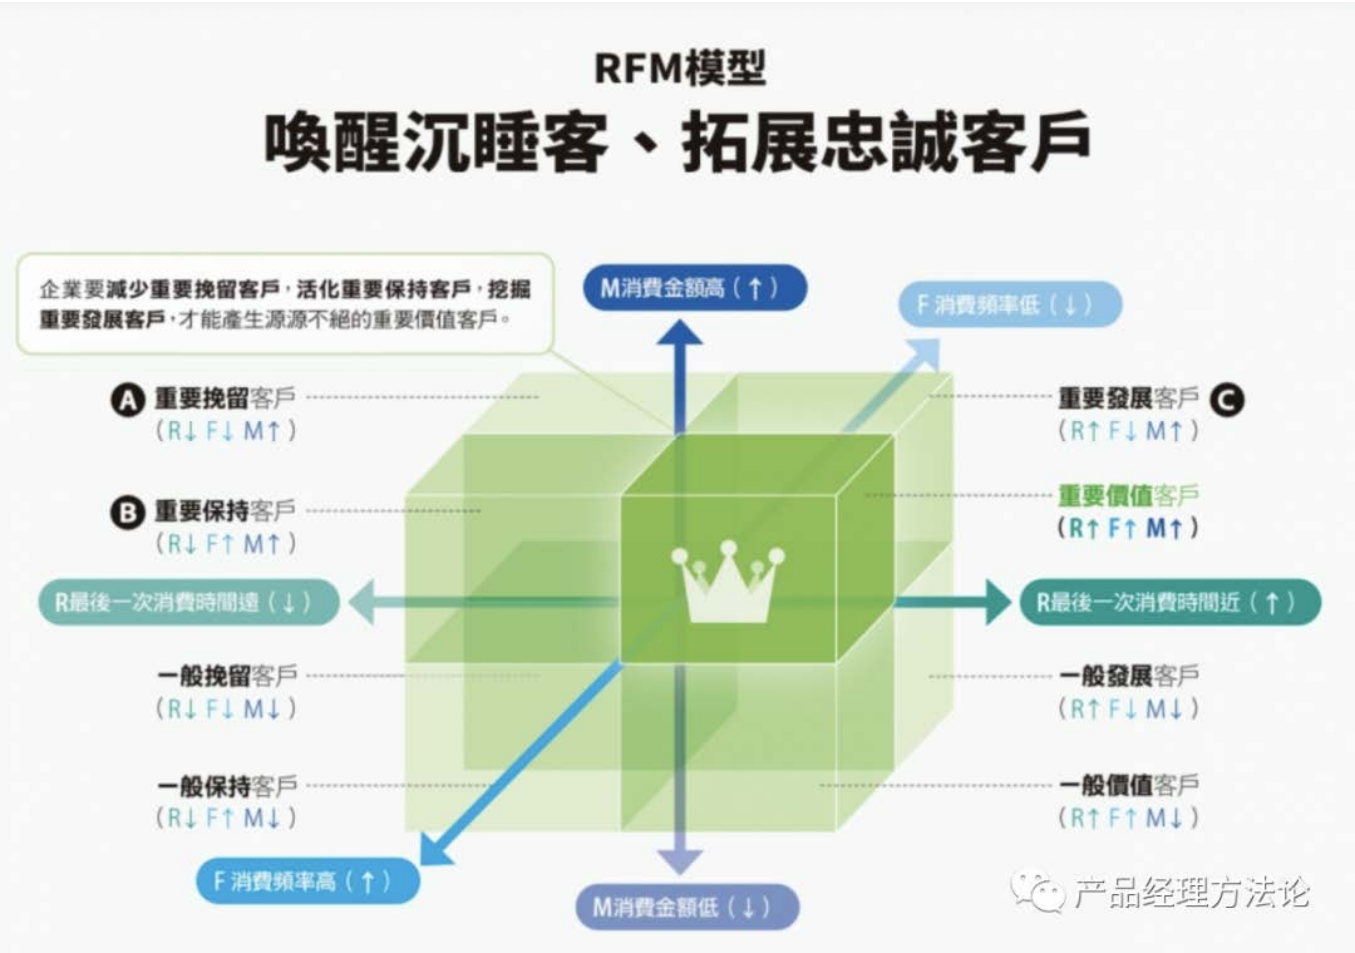 RFM模型
喚醒沉睡客、拓展忠誠客戶
企業要減少重要挽留客戶，活化重要保持客戶，挖掘
重要發展客戶，才能產生源源不絕的重要價值客戶。
M消費金額高（↑）
F 消費頻率低（↓）
A 重要挽留客戶
（R↓ F↓ M↑）
重要發展客戶 C
（R↑ F↓ M↑）
B 重要保持客戶
（R↓ F↑ M↑）
重要價值客戶
（R↑ F↑ M↑）
R最後一次消費時間遠（↓）
R最後一次消費時間近（↑）
一般挽留客戶
（R↓ F↓ M↓）
一般發展客戶
（R↑ F↓ M↓）
一般保持客戶
（R↓ F↑ M↓）
一般價值客戶
（R↑ F↑ M↓）
F 消費頻率高（↑）
M消費金額低（↓）
产品经理方法论